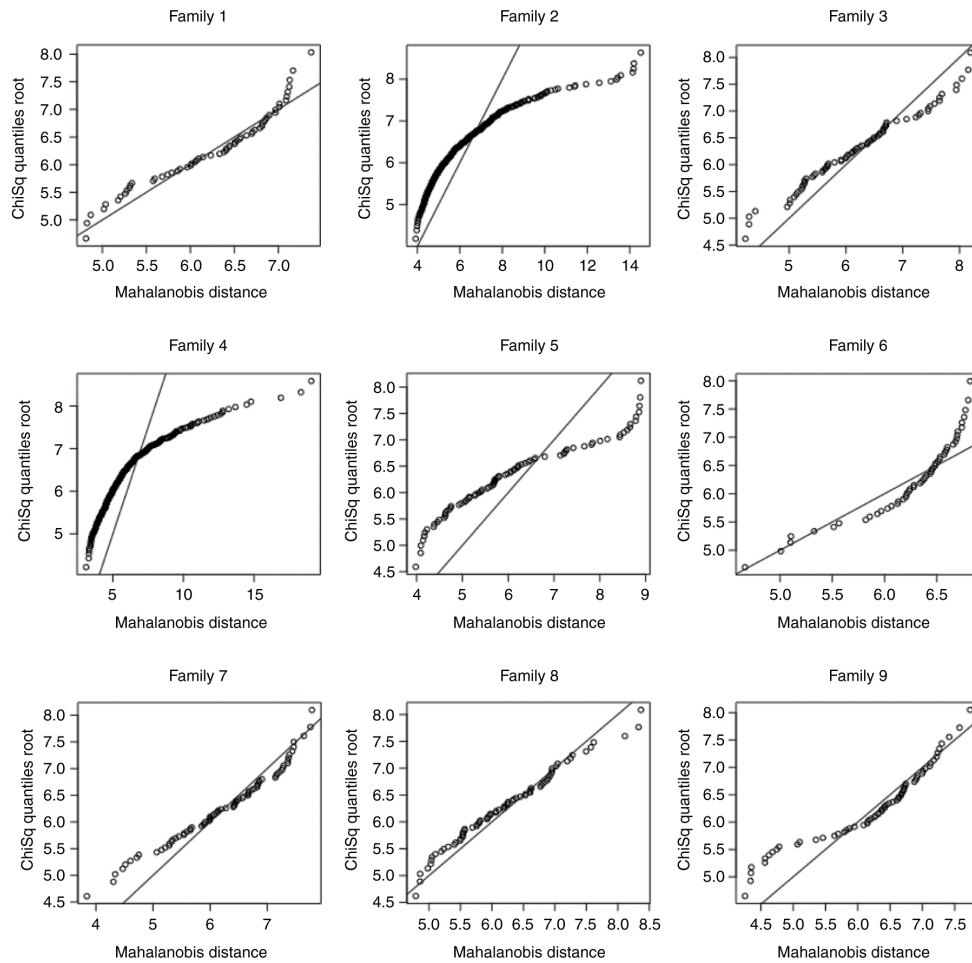 Family 1 Family 2 Family 3
ChiSq quantiles root ChiSq quantiles root ChiSq quantiles root
8.0 7.5 7.0 6.5 6.0 5.5 5.0
8 7 6 5
8.0 7.5 7.0 6.5 6.0 5.5 5.0 4.5
5.0 5.5 6.0 6.5 7.0 4 6 8 10 12 14 5 6 7 8
Mahalanobis distance Mahalanobis distance Mahalanobis distance
Family 4 Family 5 Family 6
ChiSq quantiles root ChiSq quantiles root ChiSq quantiles root
8 7 6 5
8.0 7.5 7.0 6.5 6.0 5.5 5.0 4.5
8.0 7.5 7.0 6.5 6.0 5.5 5.0
5 10 15 4 5 6 7 8 9 5.0 5.5 6.0 6.5
Mahalanobis distance Mahalanobis distance Mahalanobis distance
Family 7 Family 8 Family 9
ChiSq quantiles root ChiSq quantiles root ChiSq quantiles root
8.0 7.5 7.0 6.5 6.0 5.5 5.0 4.5
8.0 7.5 7.0 6.5 6.0 5.5 5.0 4.5
8.0 7.5 7.0 6.5 6.0 5.5 5.0
4 5 6 7 5.0 5.5 6.0 6.5 7.0 7.5 8.0 8.5 4.5 5.0 5.5 6.0 6.5 7.0 7.5
Mahalanobis distance Mahalanobis distance Mahalanobis distance